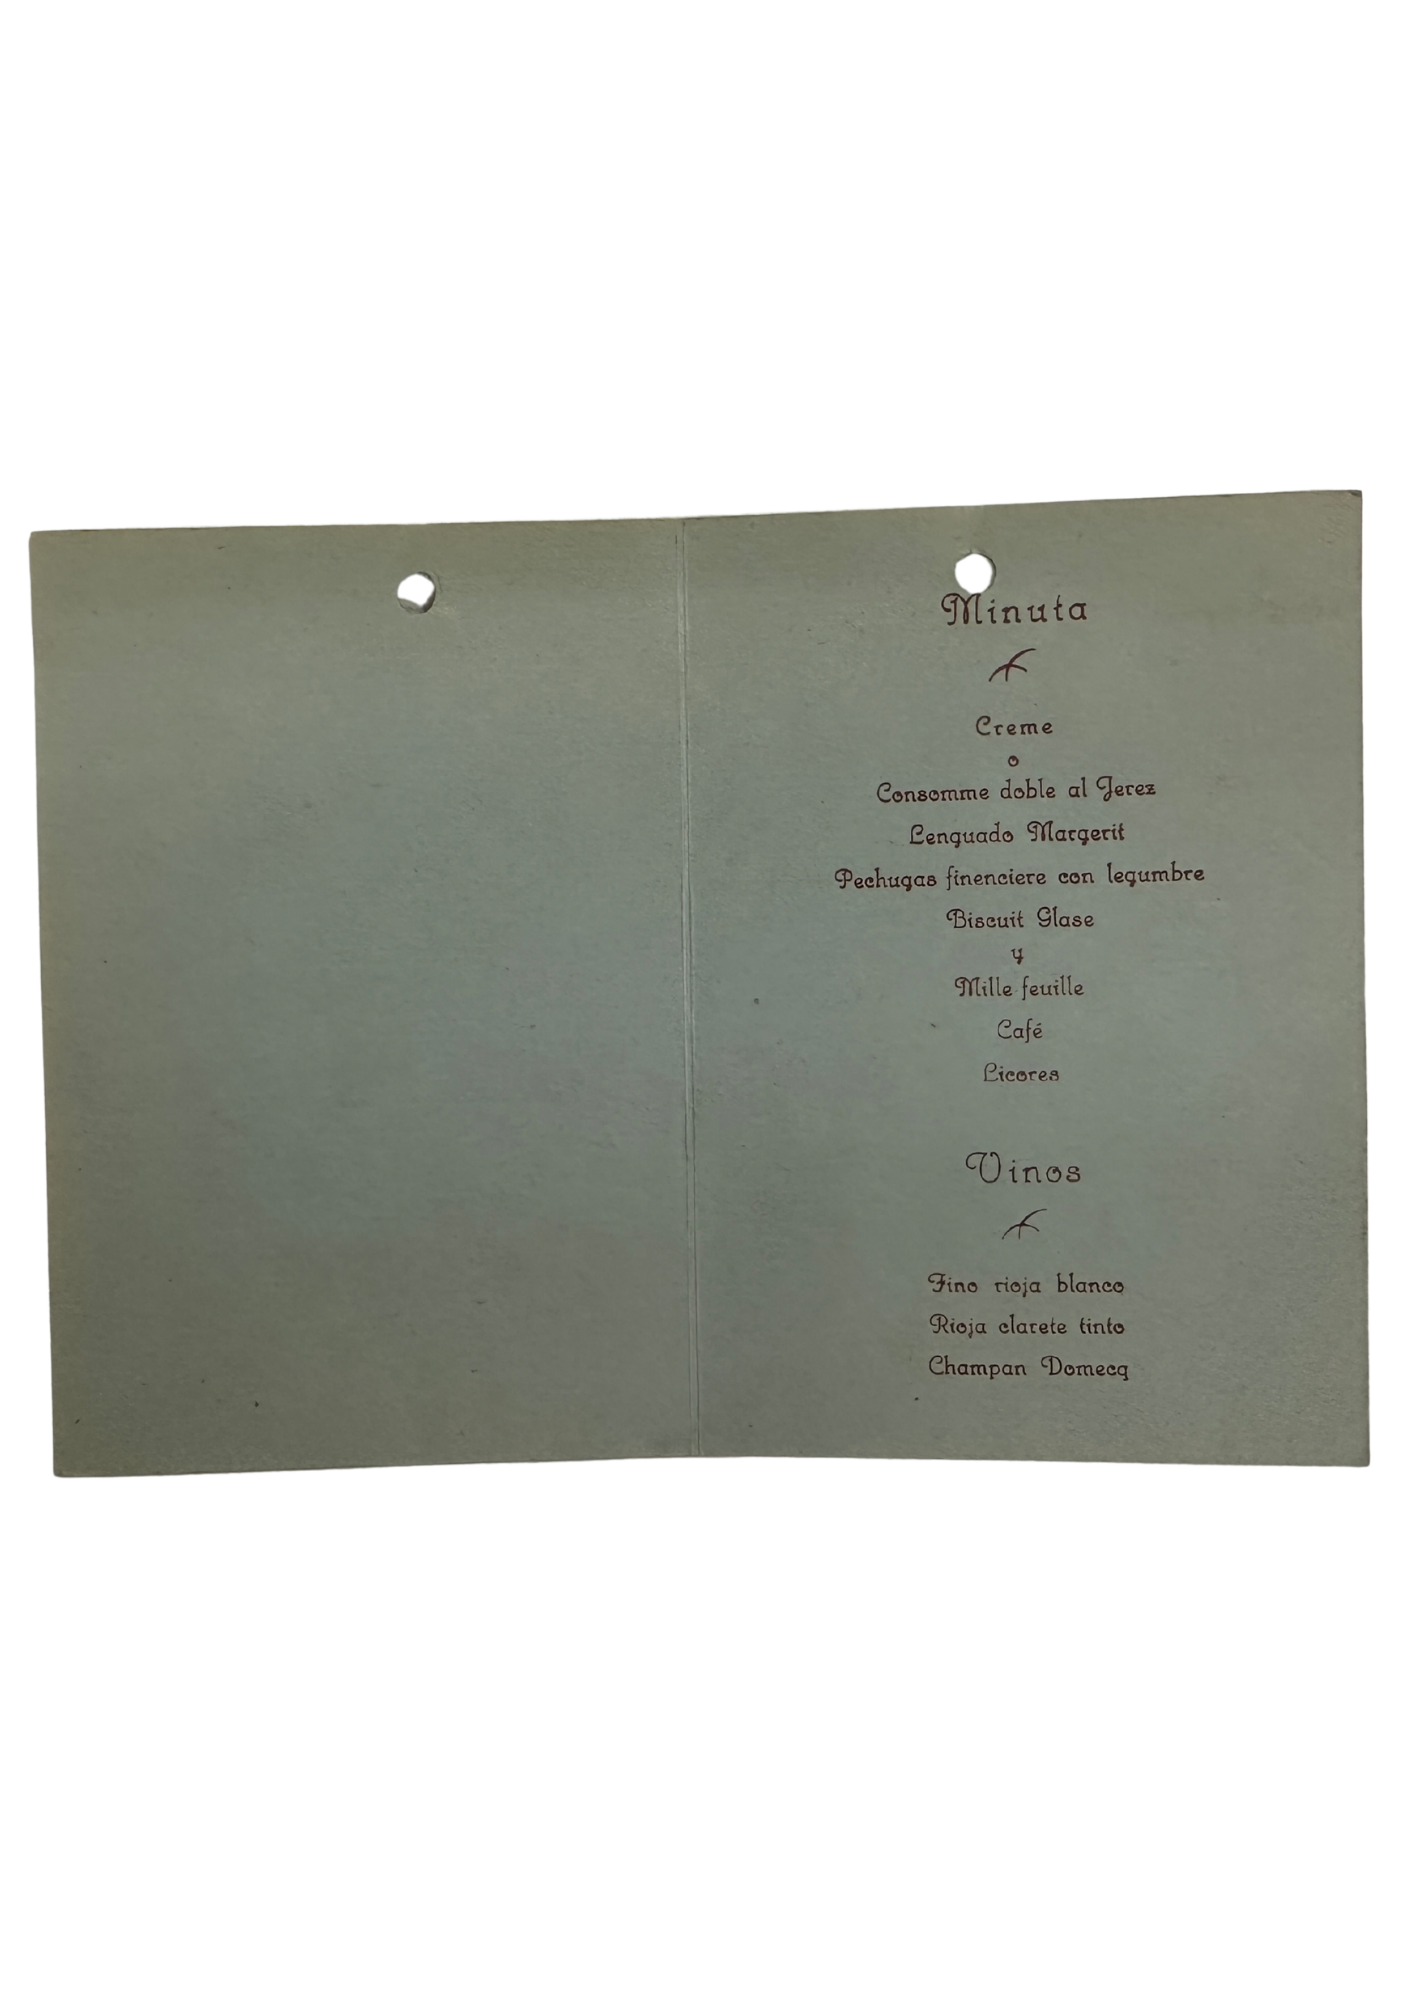 Minuta
Creme
o
Consomme doble al Jerez
Lenguado Margerit
Pechugas finenciere con legumbre
Biscuit Glase
y
Mille feuille
Café
Licores
Vinos
Fino rioja blanco
Rioja clarete tinto
Champan Domecq